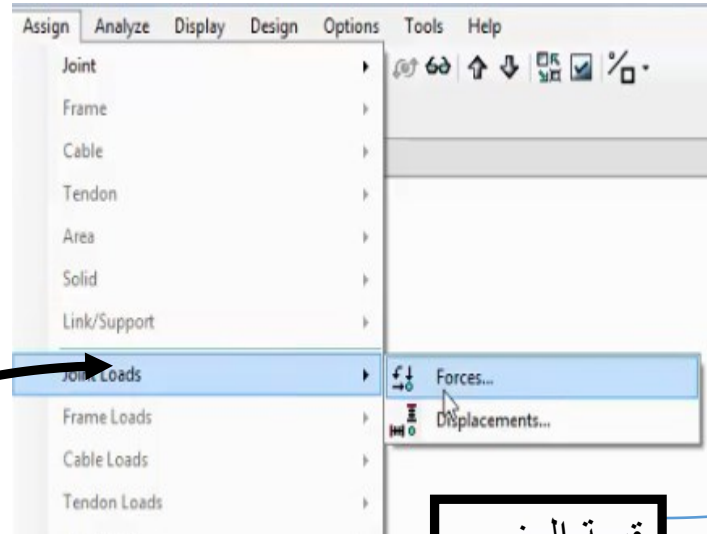 Assign Analyze Display Design Options Tools Help
Joint
Frame
Cable
Tendon
Area
Solid
Link/Support
Joint Loads
Forces...
Frame Loads
Displacements...
Cable Loads
Tendon Loads